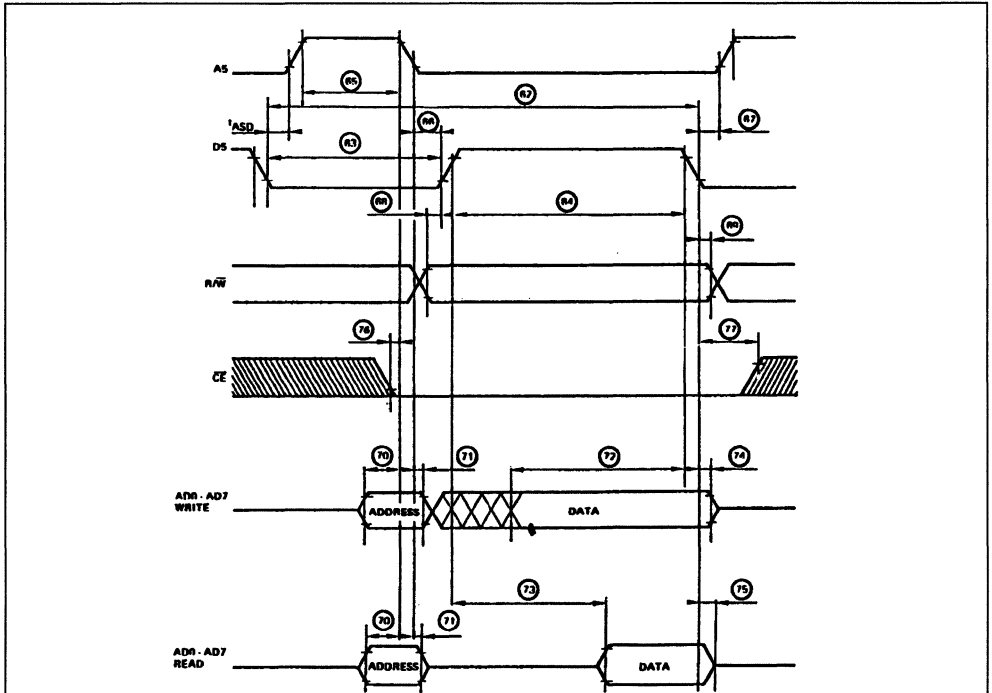 AS
65
62
tASD
66
67
DS
63
68
64
69
R/W
76
77
CE
70
71
72
74
AD0 - AD7
WRITE
ADDRESS
DATA
73
75
70
71
AD0 - AD7
READ
ADDRESS
DATA